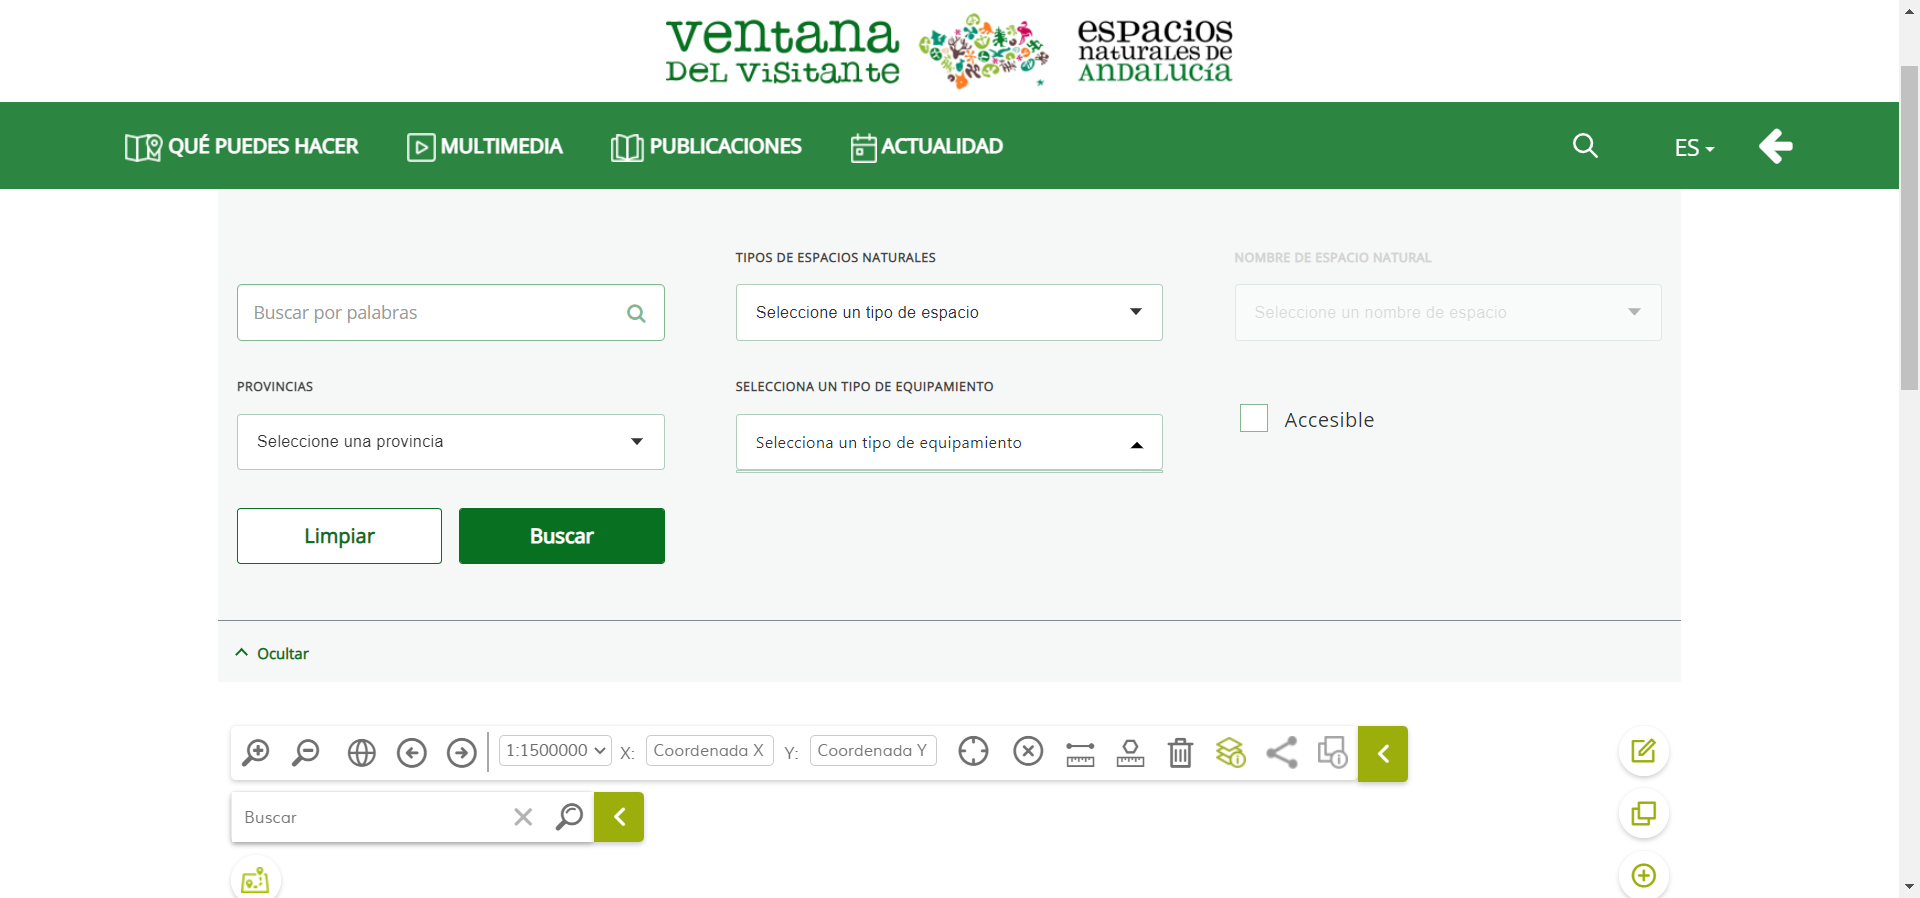 ventana
DEL VISITANTE
ESPACIOS
NATURALES DE
ANDALUCÍA
QUÉ PUEDES HACER
MULTIMEDIA
PUBLICACIONES
ACTUALIDAD
ES
TIPOS DE ESPACIOS NATURALES
NOMBRE DE ESPACIO NATURAL
Buscar por palabras
Seleccione un tipo de espacio
Seleccione un nombre de espacio
PROVINCIAS
SELECCIONA UN TIPO DE EQUIPAMIENTO
Seleccione una provincia
Selecciona un tipo de equipamiento
Accesible
Limpiar
Buscar
Ocultar
1:1500000
X:
Coordenada X
Y:
Coordenada Y
Buscar